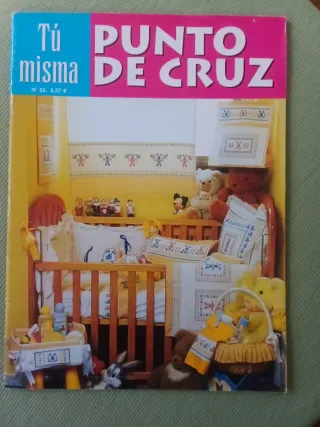 Tú
misma
PUNTO
DE CRUZ